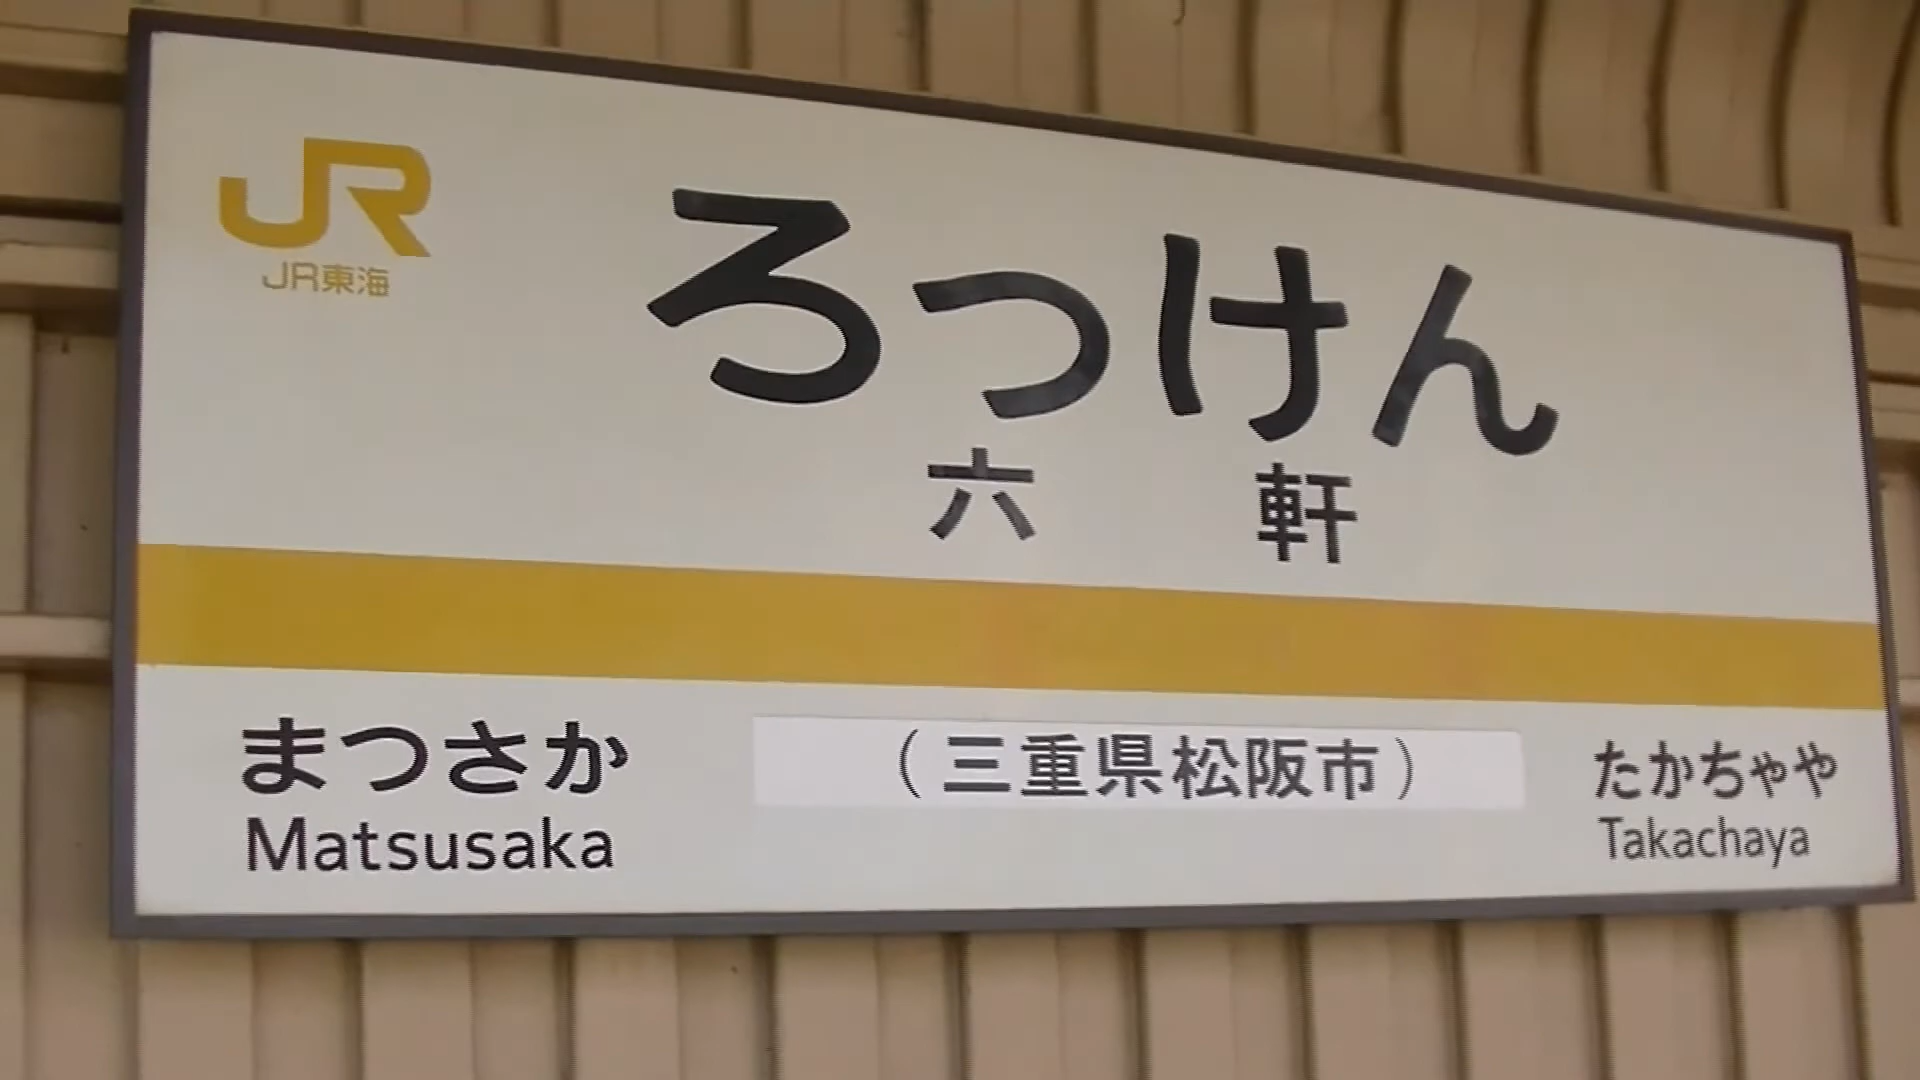 JR
JR東海
ろっけん
六軒
まつさか
Matsusaka
(三重県松阪市)
たかちゃや
Takachaya